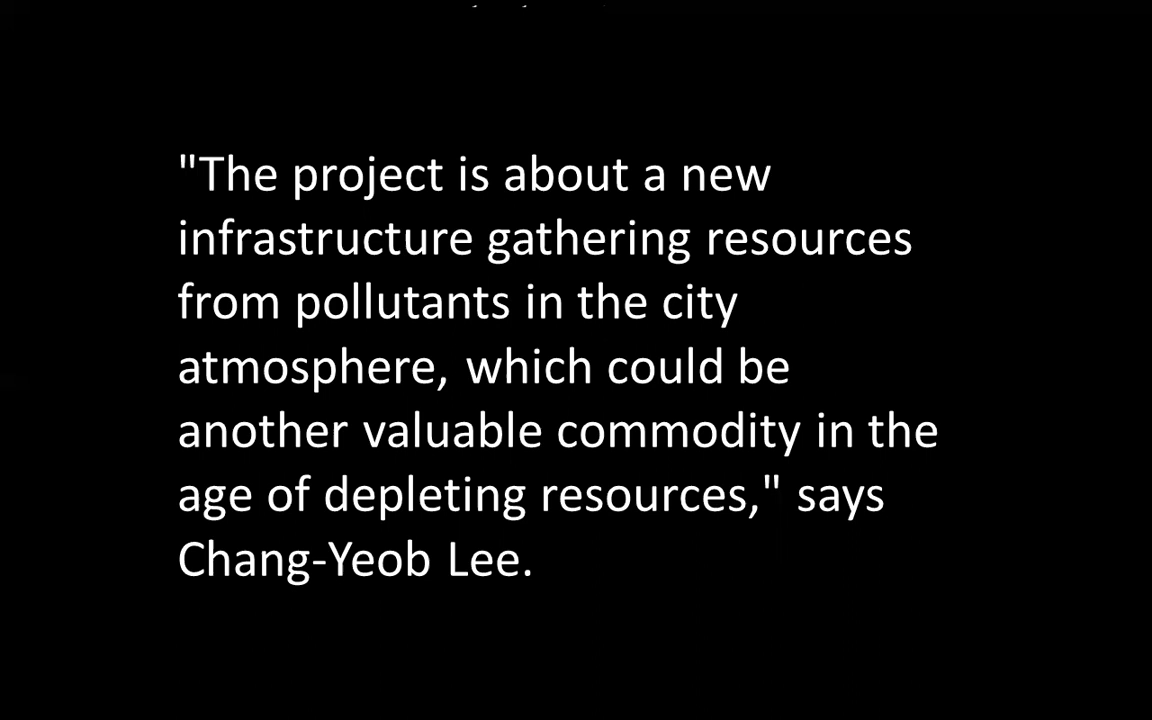 "The project is about a new
infrastructure gathering resources
from pollutants in the city
atmosphere, which could be
another valuable commodity in the
age of depleting resources," says
Chang-Yeob Lee.